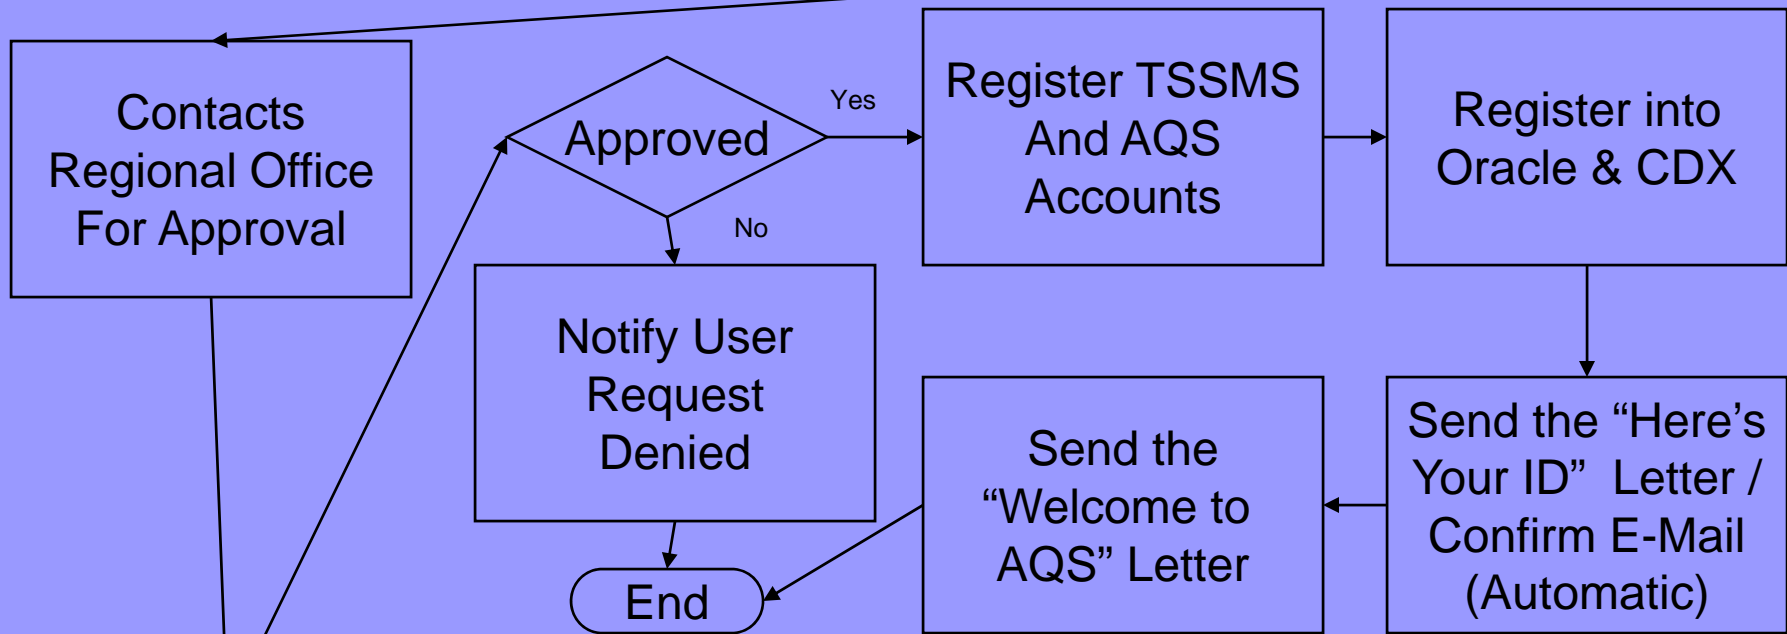 Contacts
Regional Office
For Approval
Approved
Yes
No
Register TSSMS
And AQS
Accounts
Register into
Oracle & CDX
Notify User
Request
Denied
Send the
“Welcome to
AQS” Letter
Send the “Here’s
Your ID”  Letter /
Confirm E-Mail
(Automatic)
End